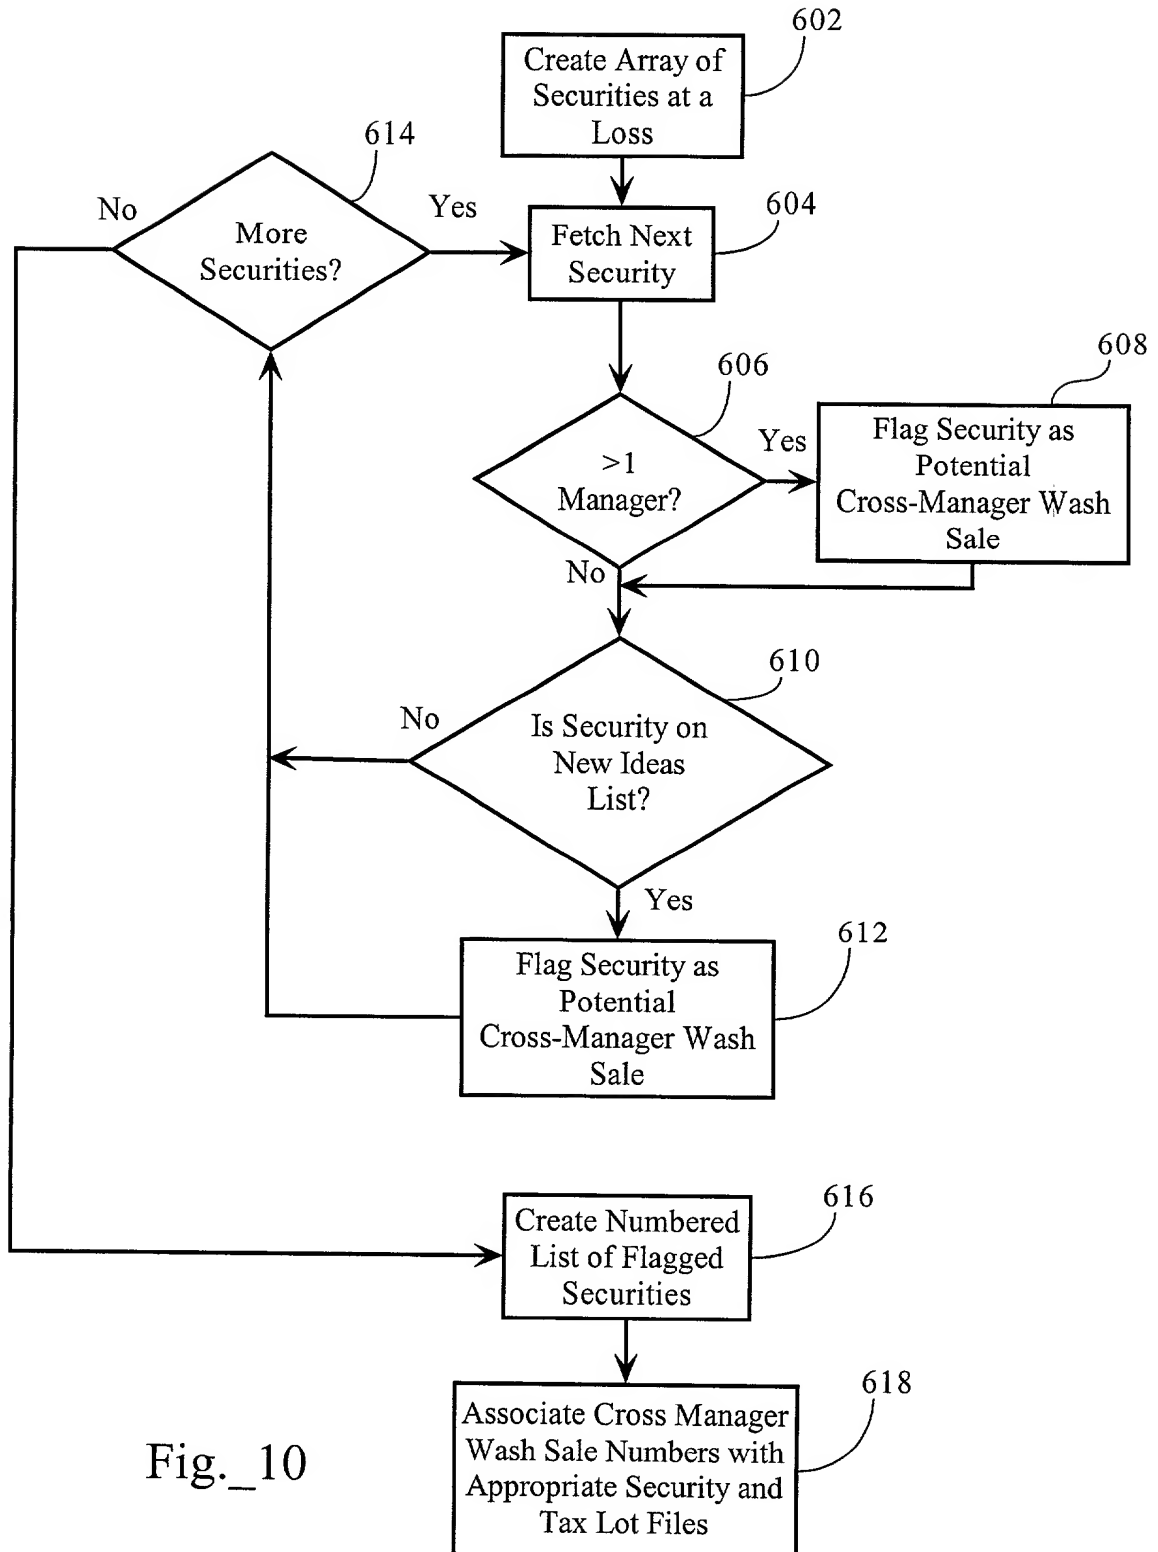 602
Create Array of
Securities at a
Loss
614
No
Yes
More
Securities?
604
Fetch Next
Security
606
>1
Manager?
Yes
No
608
Flag Security as
Potential
Cross-Manager Wash
Sale
610
No
Is Security on
New Ideas
List?
Yes
612
Flag Security as
Potential
Cross-Manager Wash
Sale
616
Create Numbered
List of Flagged
Securities
618
Associate Cross Manager
Wash Sale Numbers with
Appropriate Security and
Tax Lot Files
Fig._10